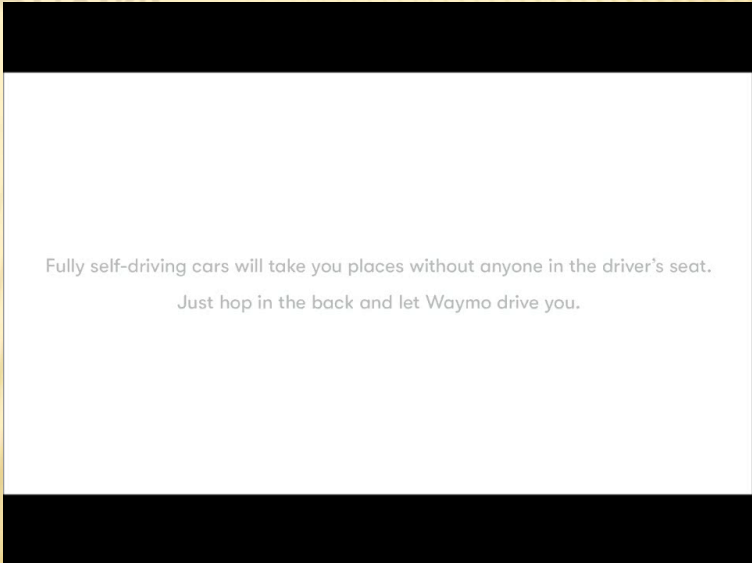 Fully self-driving cars will take you places without anyone in the driver's seat.
Just hop in the back and let Waymo drive you.